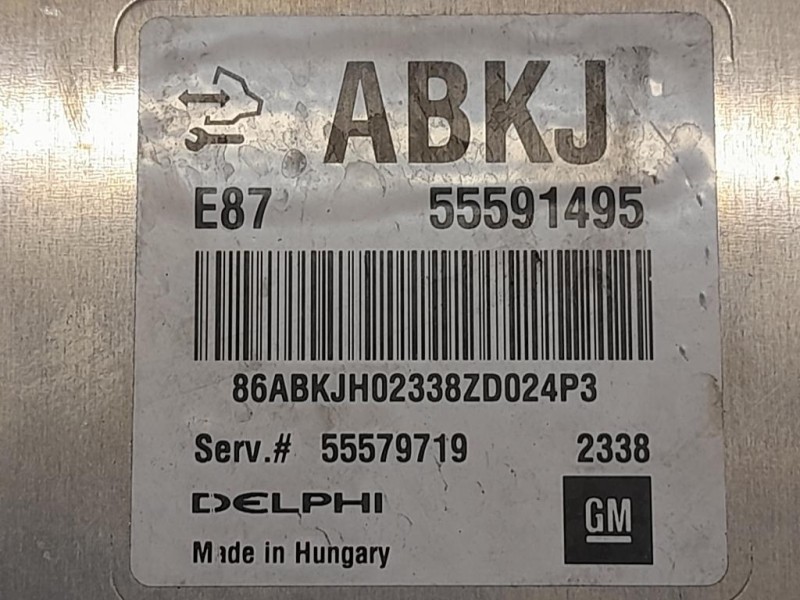 ABKJ
E87 55591495
86ABKJH02338ZD024P3
Serv.# 55579719 2338
DELPHI
GM
Made in Hungary